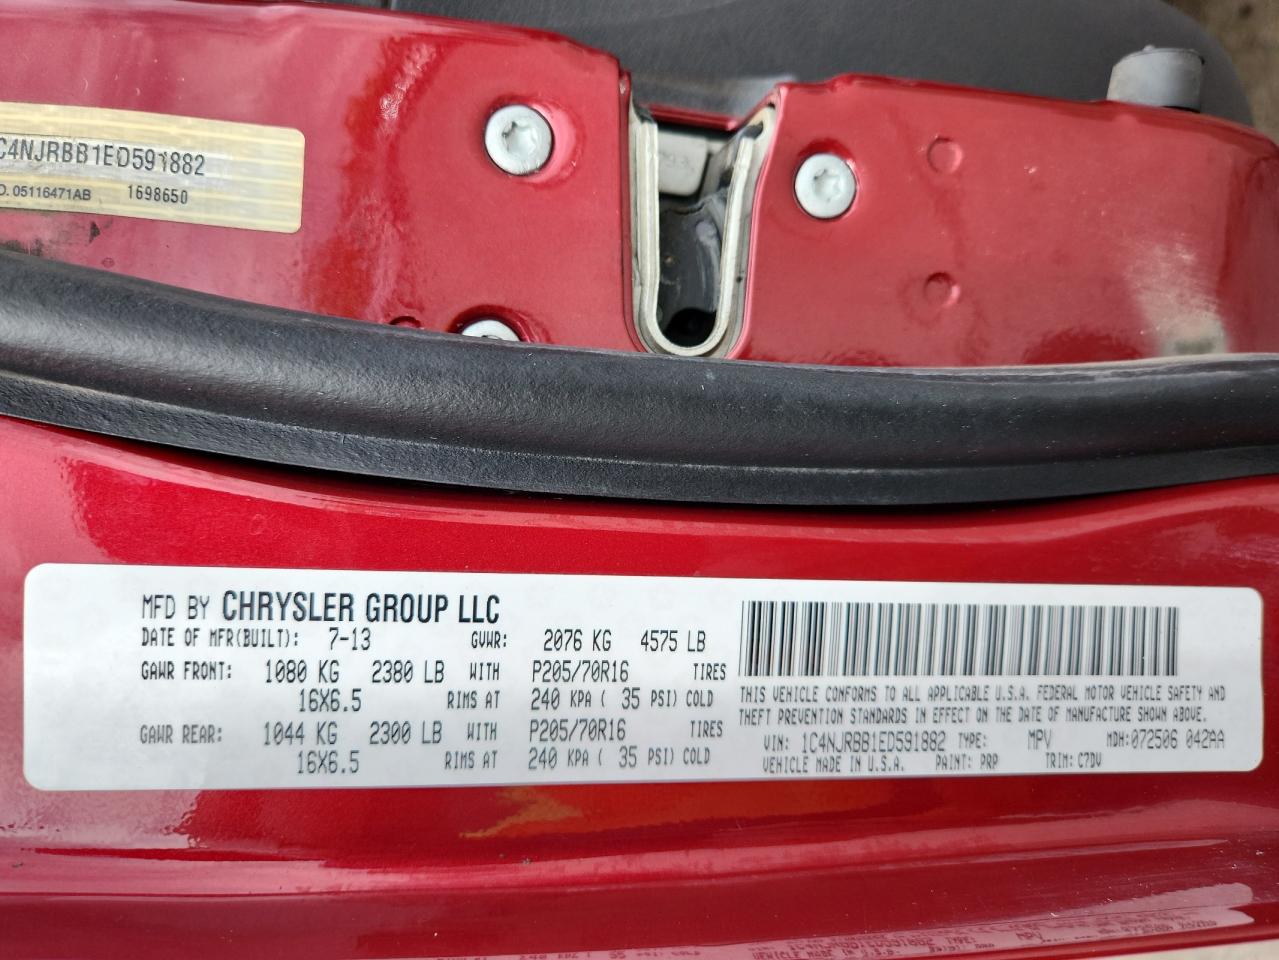 C4NJRBB1ED591882
O. 05116471AB 1698650
MFD BY CHRYSLER GROUP LLC
DATE OF MFR(BUILT): 7-13 GVWR: 2076 KG 4575 LB
GAWR FRONT: 1080 KG 2380 LB WITH P205/70R16 TIRES
16X6.5 RIMS AT 240 KPA ( 35 PSI) COLD
GAWR REAR: 1044 KG 2300 LB WITH P205/70R16 TIRES
16X6.5 RIMS AT 240 KPA ( 35 PSI) COLD
THIS VEHICLE CONFORMS TO ALL APPLICABLE U.S.A. FEDERAL MOTOR VEHICLE SAFETY AND
THEFT PREVENTION STANDARDS IN EFFECT ON THE DATE OF MANUFACTURE SHOWN ABOVE.
VIN: 1C4NJRBB1ED591882 TYPE: MPV MDH:072506 042AA
VEHICLE MADE IN U.S.A. PAINT: PRP TRIM: C7DV